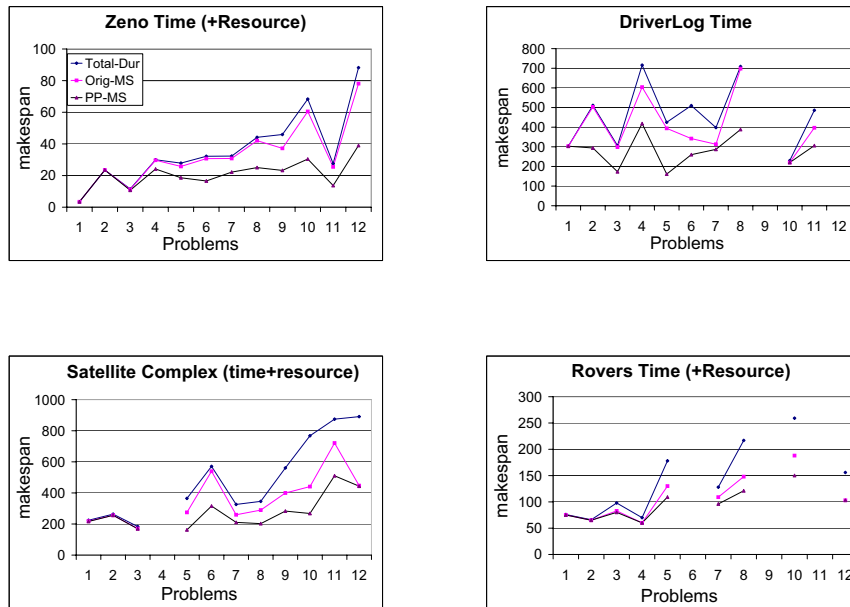 Zeno Time (+Resource)
100
80
60
40
20
0
makespan
Total-Dur
Orig-MS
PP-MS
1 2 3 4 5 6 7 8 9 10 11 12
Problems
DriverLog Time
800
700
600
500
400
300
200
100
0
makespan
1 2 3 4 5 6 7 8 9 10 11 12
Problems
Satellite Complex (time+resource)
1000
800
600
400
200
0
makespan
1 2 3 4 5 6 7 8 9 10 11 12
Problems
Rovers Time (+Resource)
300
250
200
150
100
50
0
makespan
1 2 3 4 5 6 7 8 9 10 11 12
Problems